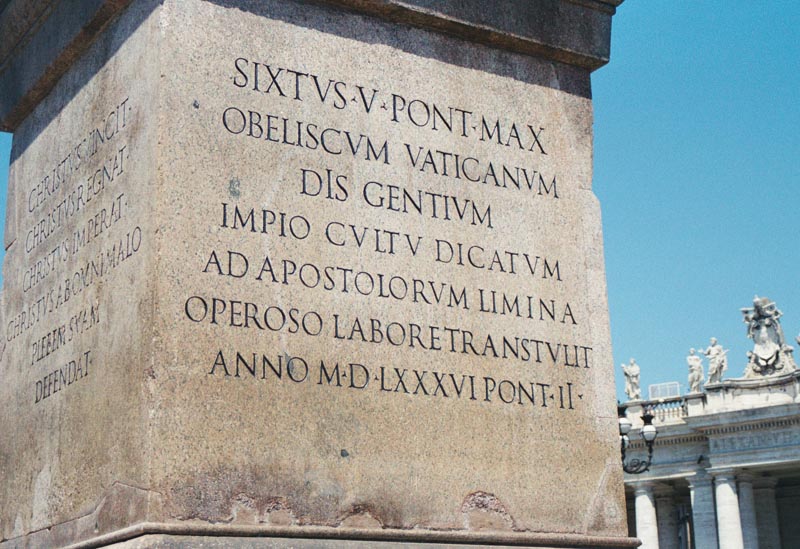 CHRISTVS VINCIT·
CHRISTVS REGNAT·
CHRISTVS IMPERAT·
CHRISTVS AB OMNI MALO
PLEBEM SVAM
DEFENDAT·
SIXTVS·V·PONT·MAX
OBELISCVM VATICANVM
DIS GENTIVM
IMPIO CVLTV DICATVM
AD APOSTOLORVM LIMINA
OPEROSO LABORE TRANSTVLIT
ANNO M·D·LXXXVI PONT·II·